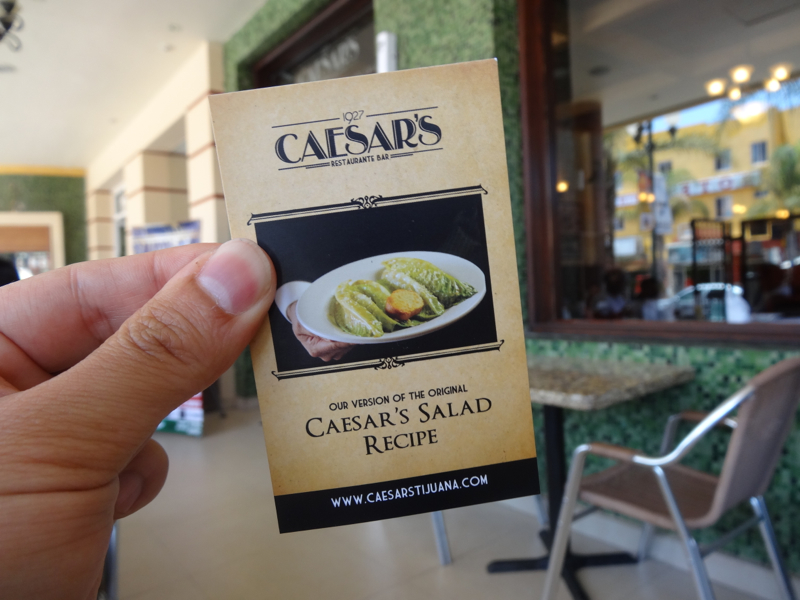 1927
CAESAR'S
RESTAURANTE BAR
OUR VERSION OF THE ORIGINAL
CAESAR'S SALAD
RECIPE
WWW.CAESARSTIJUANA.COM